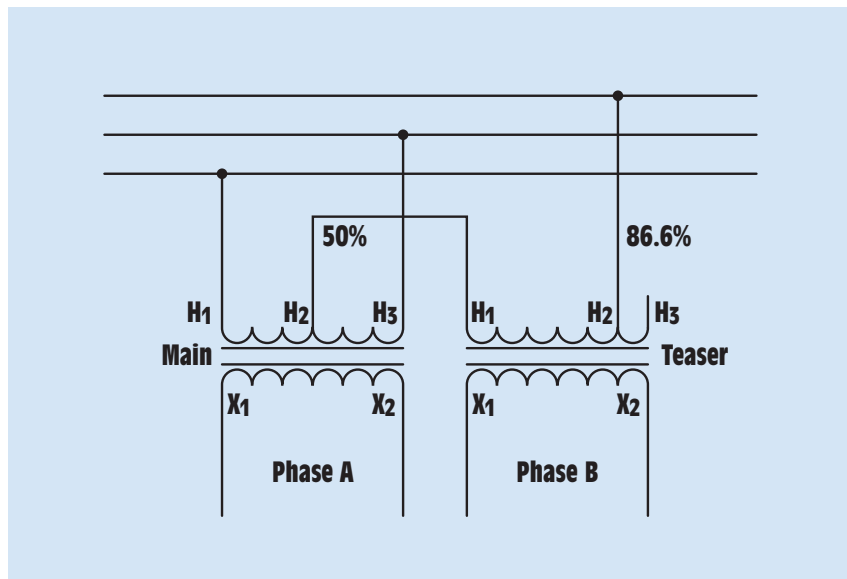 50% 86.6%
H1 H2 H3 H1 H2 H3
Main Teaser
X1 X2 X1 X2
Phase A Phase B